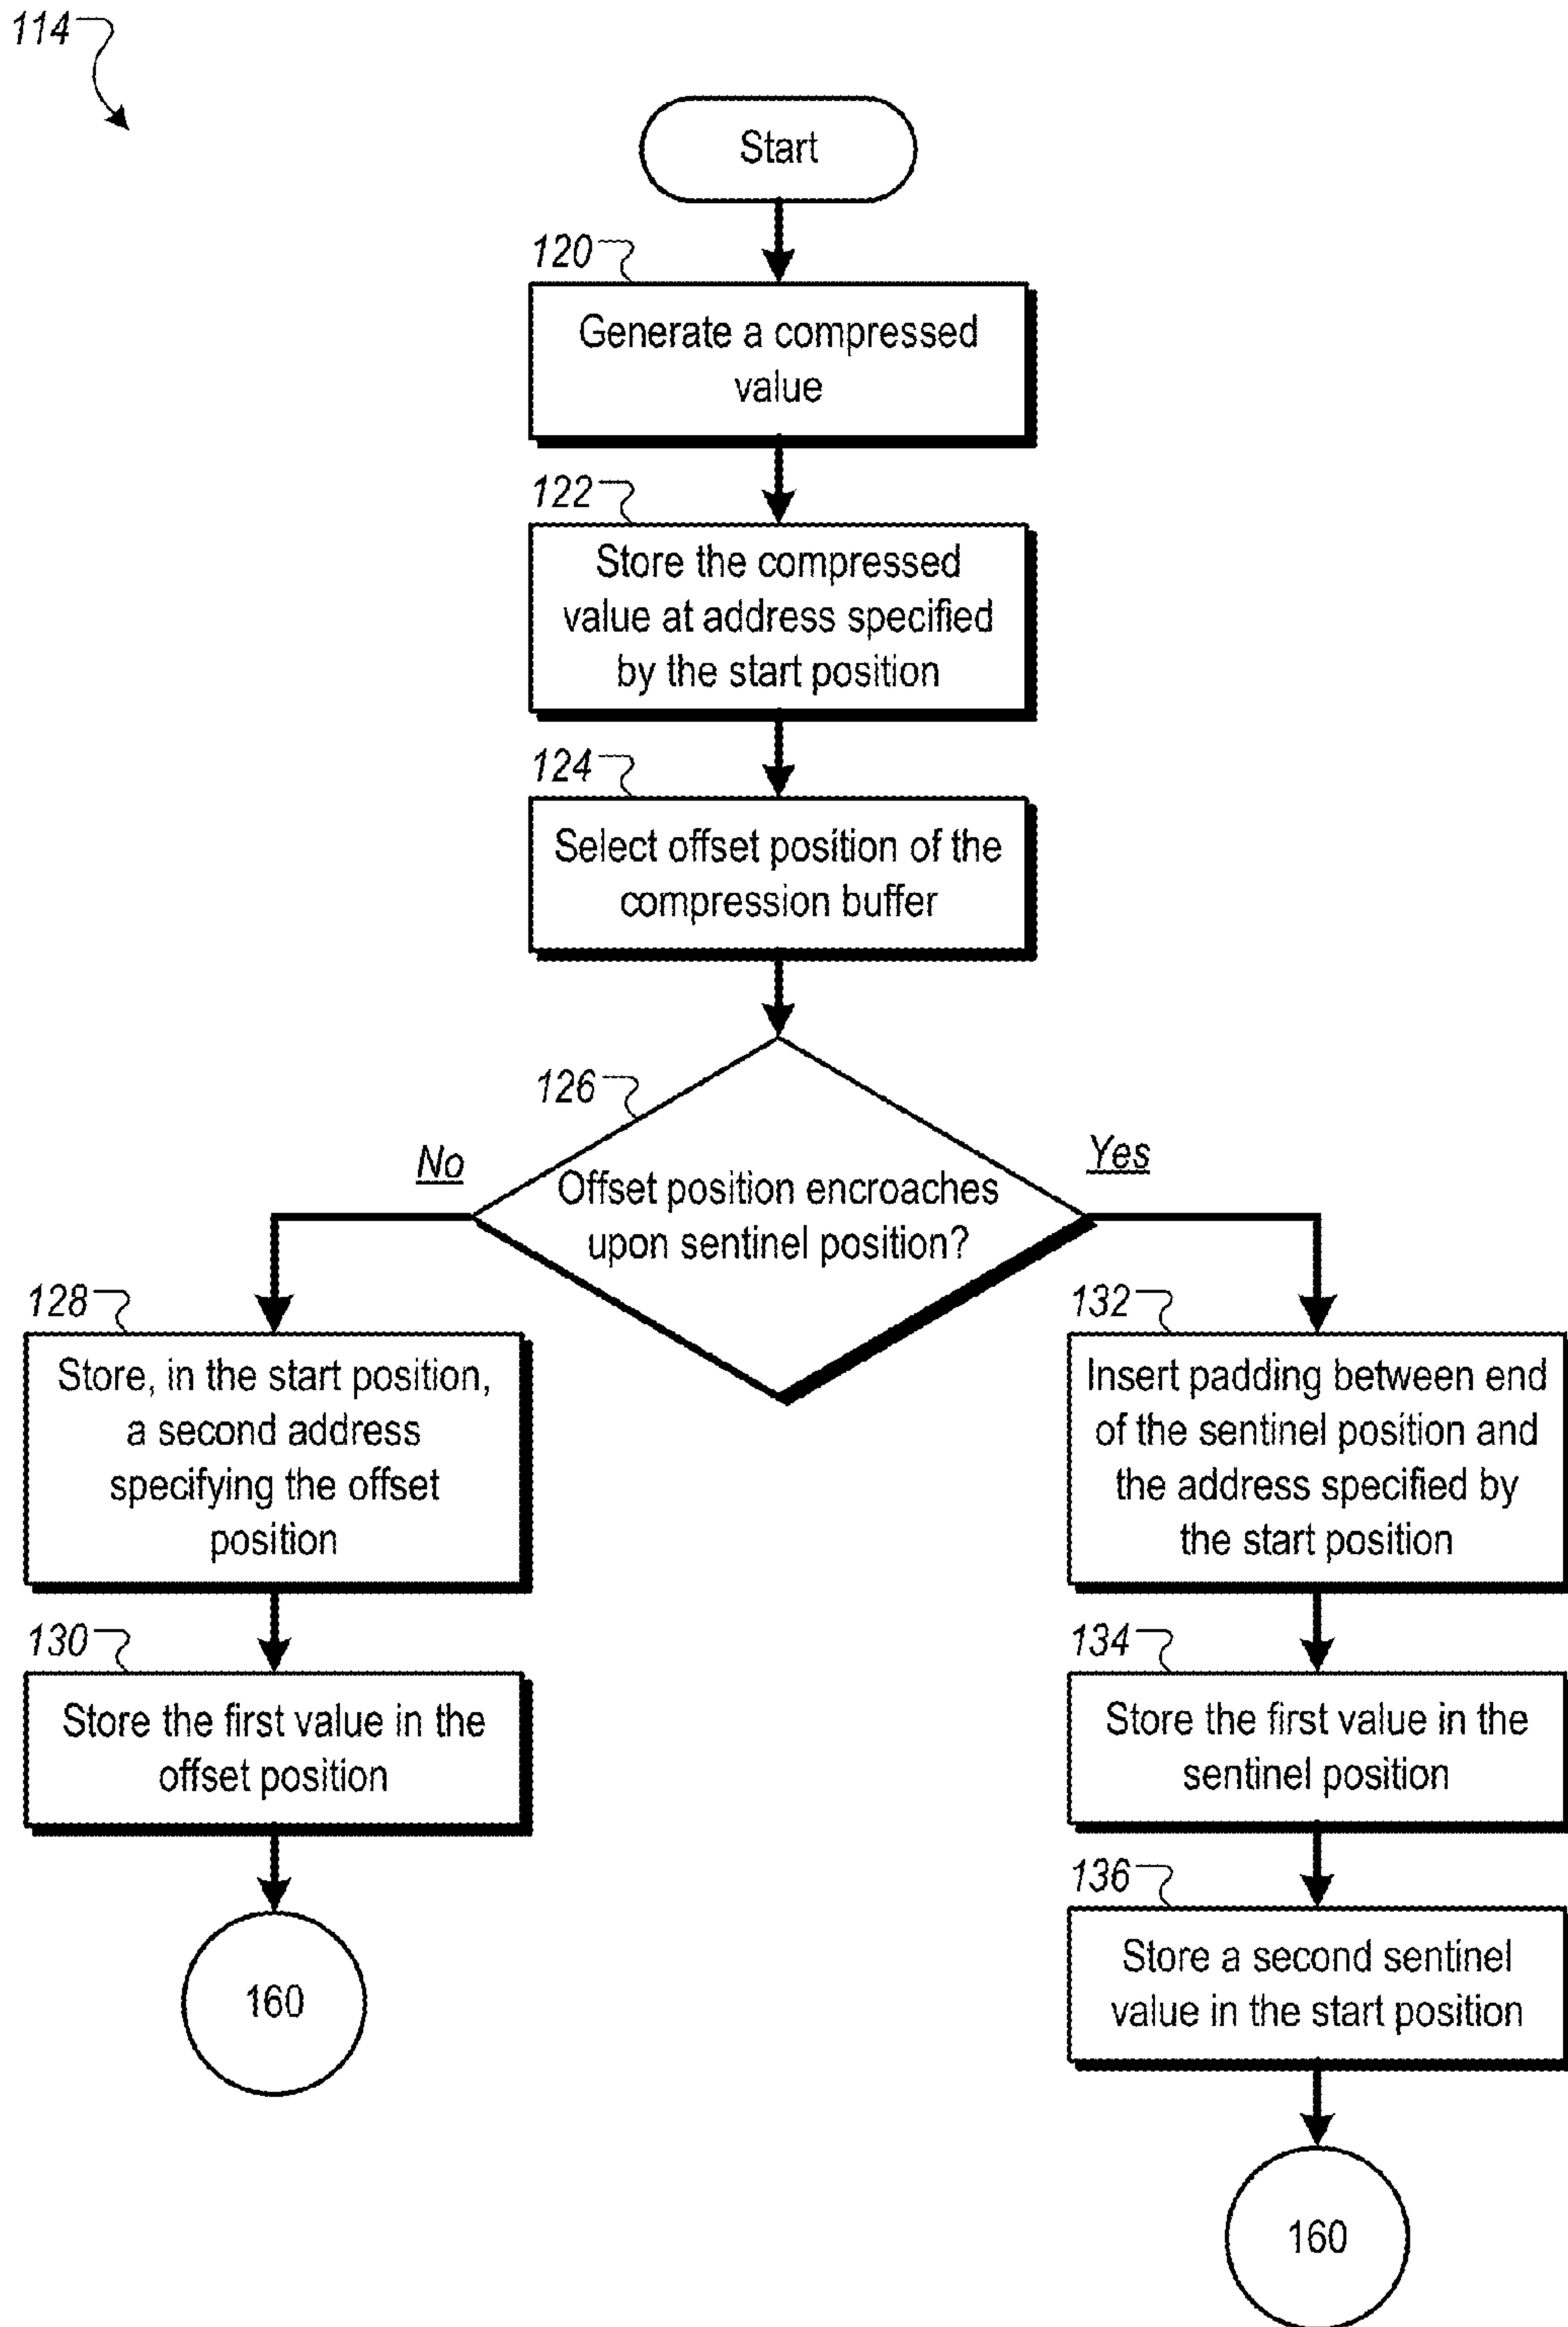 114
Start
120
Generate a compressed
value
122
Store the compressed
value at address specified
by the start position
124
Select offset position of the
compression buffer
126
No
Yes
Offset position encroaches
upon sentinel position?
128
Store, in the start position,
a second address
specifying the offset
position
130
Store the first value in the
offset position
160
132
Insert padding between end
of the sentinel position and
the address specified by
the start position
134
Store the first value in the
sentinel position
136
Store a second sentinel
value in the start position
160